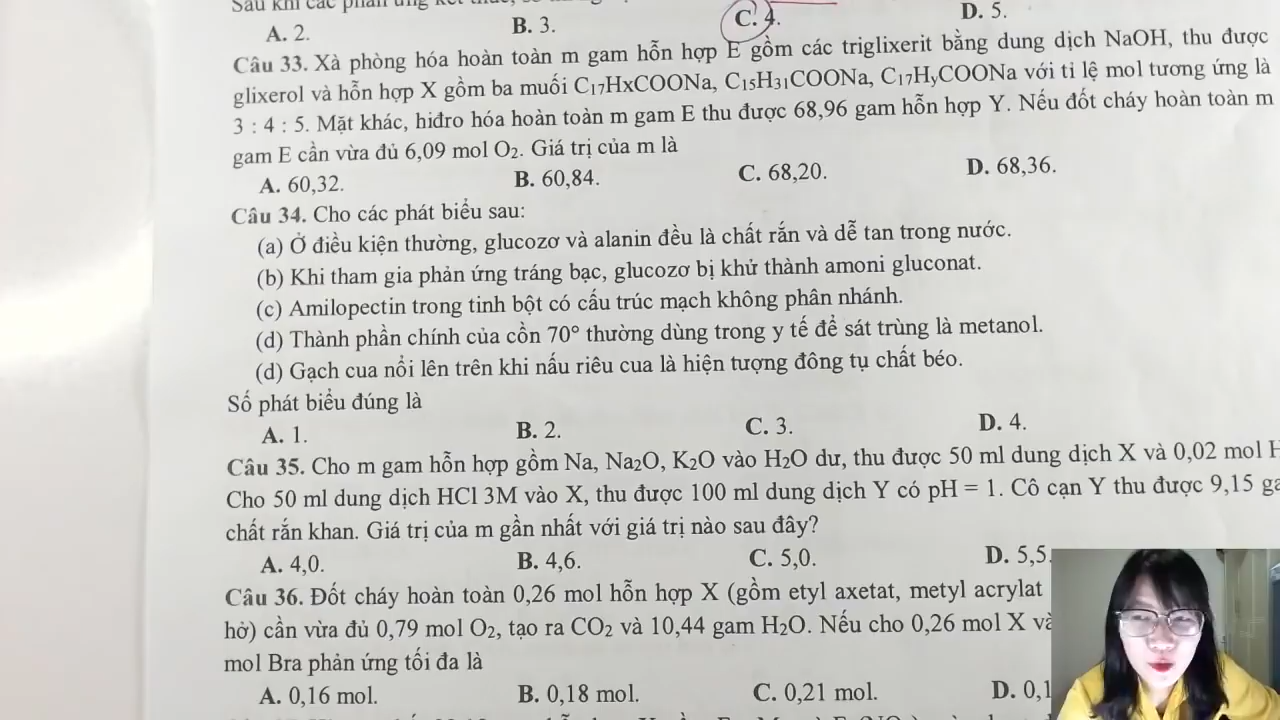 Sau khi các phản ứng kết thúc,
A. 2. B. 3. C. 4. D. 5.
Câu 33. Xà phòng hóa hoàn toàn m gam hỗn hợp E gồm các triglixerit bằng dung dịch NaOH, thu được
glixerol và hỗn hợp X gồm ba muối C₁₇HxCOONa, C₁₅H₃₁COONa, C₁₇HᵧCOONa với tỉ lệ mol tương ứng là
3 : 4 : 5. Mặt khác, hiđro hóa hoàn toàn m gam E thu được 68,96 gam hỗn hợp Y. Nếu đốt cháy hoàn toàn m
gam E cần vừa đủ 6,09 mol O₂. Giá trị của m là
A. 60,32. B. 60,84. C. 68,20. D. 68,36.
Câu 34. Cho các phát biểu sau:
(a) Ở điều kiện thường, glucozơ và alanin đều là chất rắn và dễ tan trong nước.
(b) Khi tham gia phản ứng tráng bạc, glucozơ bị khử thành amoni gluconat.
(c) Amilopectin trong tinh bột có cấu trúc mạch không phân nhánh.
(d) Thành phần chính của cồn 70° thường dùng trong y tế để sát trùng là metanol.
(d) Gạch cua nổi lên trên khi nấu riêu cua là hiện tượng đông tụ chất béo.
Số phát biểu đúng là
A. 1. B. 2. C. 3. D. 4.
Câu 35. Cho m gam hỗn hợp gồm Na, Na₂O, K₂O vào H₂O dư, thu được 50 ml dung dịch X và 0,02 mol
Cho 50 ml dung dịch HCl 3M vào X, thu được 100 ml dung dịch Y có pH = 1. Cô cạn Y thu được 9,15
chất rắn khan. Giá trị của m gần nhất với giá trị nào sau đây?
A. 4,0. B. 4,6. C. 5,0. D. 5,5.
Câu 36. Đốt cháy hoàn toàn 0,26 mol hỗn hợp X (gồm etyl axetat, metyl acrylat
hở) cần vừa đủ 0,79 mol O₂, tạo ra CO₂ và 10,44 gam H₂O. Nếu cho 0,26 mol X và
mol Bra phản ứng tối đa là
A. 0,16 mol. B. 0,18 mol. C. 0,21 mol. D. 0,1